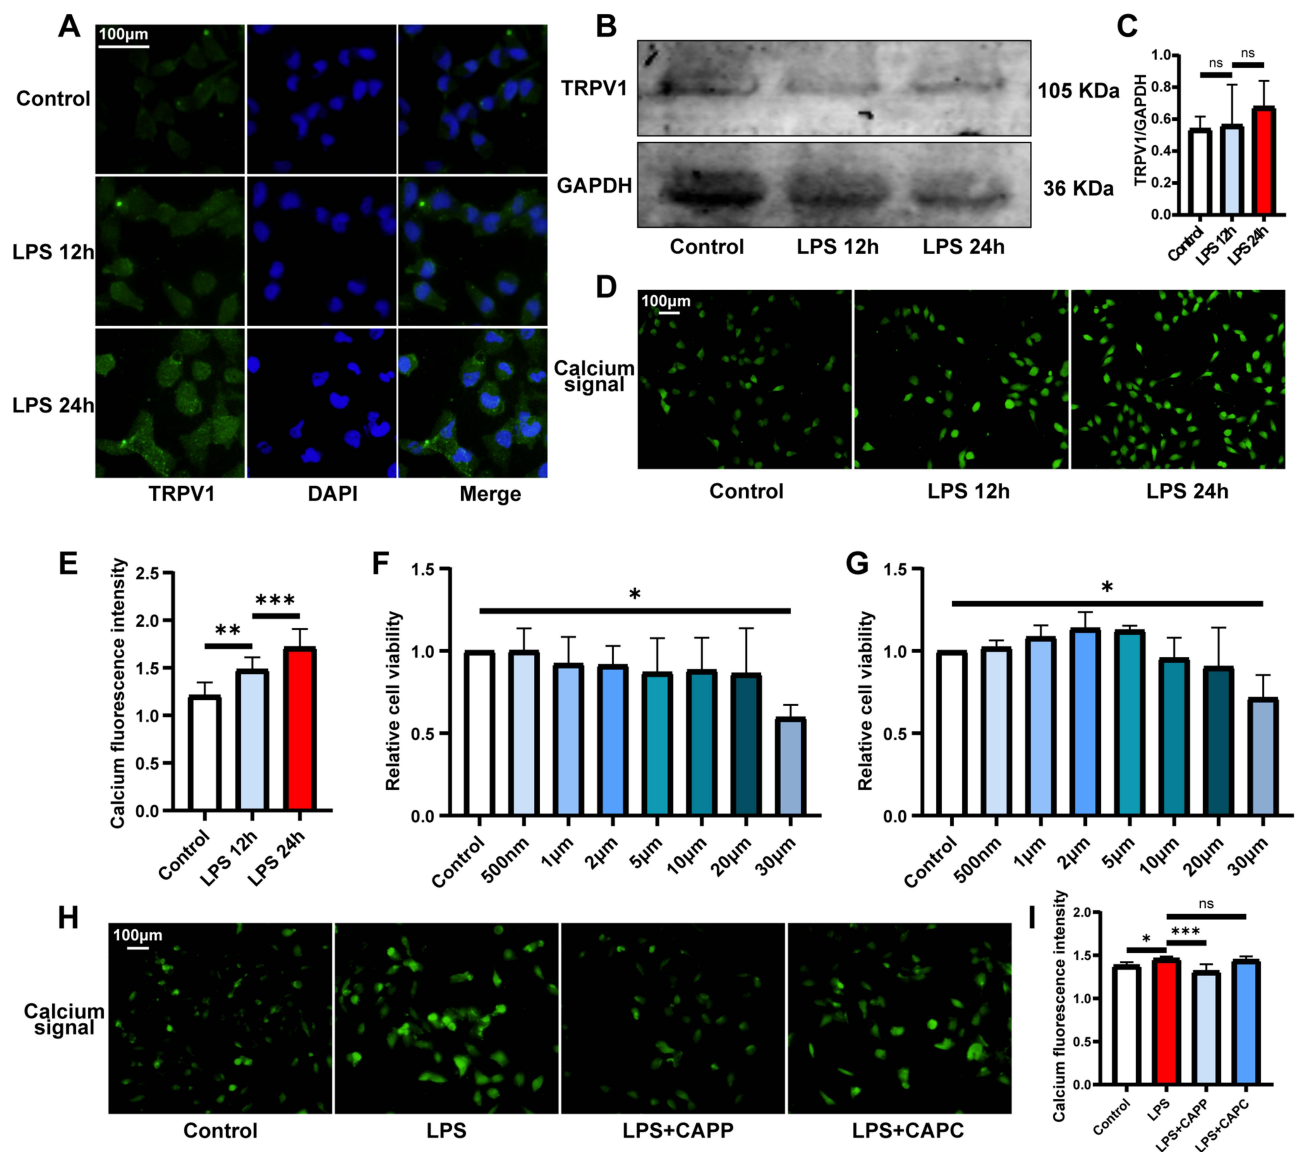 A
100μm
Control
LPS 12h
LPS 24h
TRPV1
DAPI
Merge
B
TRPV1
105 KDa
GAPDH
36 KDa
Control
LPS 12h
LPS 24h
C
TRPV1/GAPDH
1.0
0.8
0.6
0.4
0.2
0.0
ns
ns
Control
LPS 12h
LPS 24h
D
100μm
Calcium
signal
Control
LPS 12h
LPS 24h
E
Calcium fluorescence intensity
2.5
2.0
1.5
1.0
0.5
0.0
**
***
Control
LPS 12h
LPS 24h
F
Relative cell viability
1.5
1.0
0.5
0.0
*
Control
500nm
1μm
2μm
5μm
10μm
20μm
30μm
G
Relative cell viability
1.5
1.0
0.5
0.0
*
Control
500nm
1μm
2μm
5μm
10μm
20μm
30μm
H
100μm
Calcium
signal
Control
LPS
LPS+CAPP
LPS+CAPC
I
Calcium fluorescence intensity
2.0
1.5
1.0
0.5
0.0
ns
*
***
Control
LPS
LPS+CAPP
LPS+CAPC